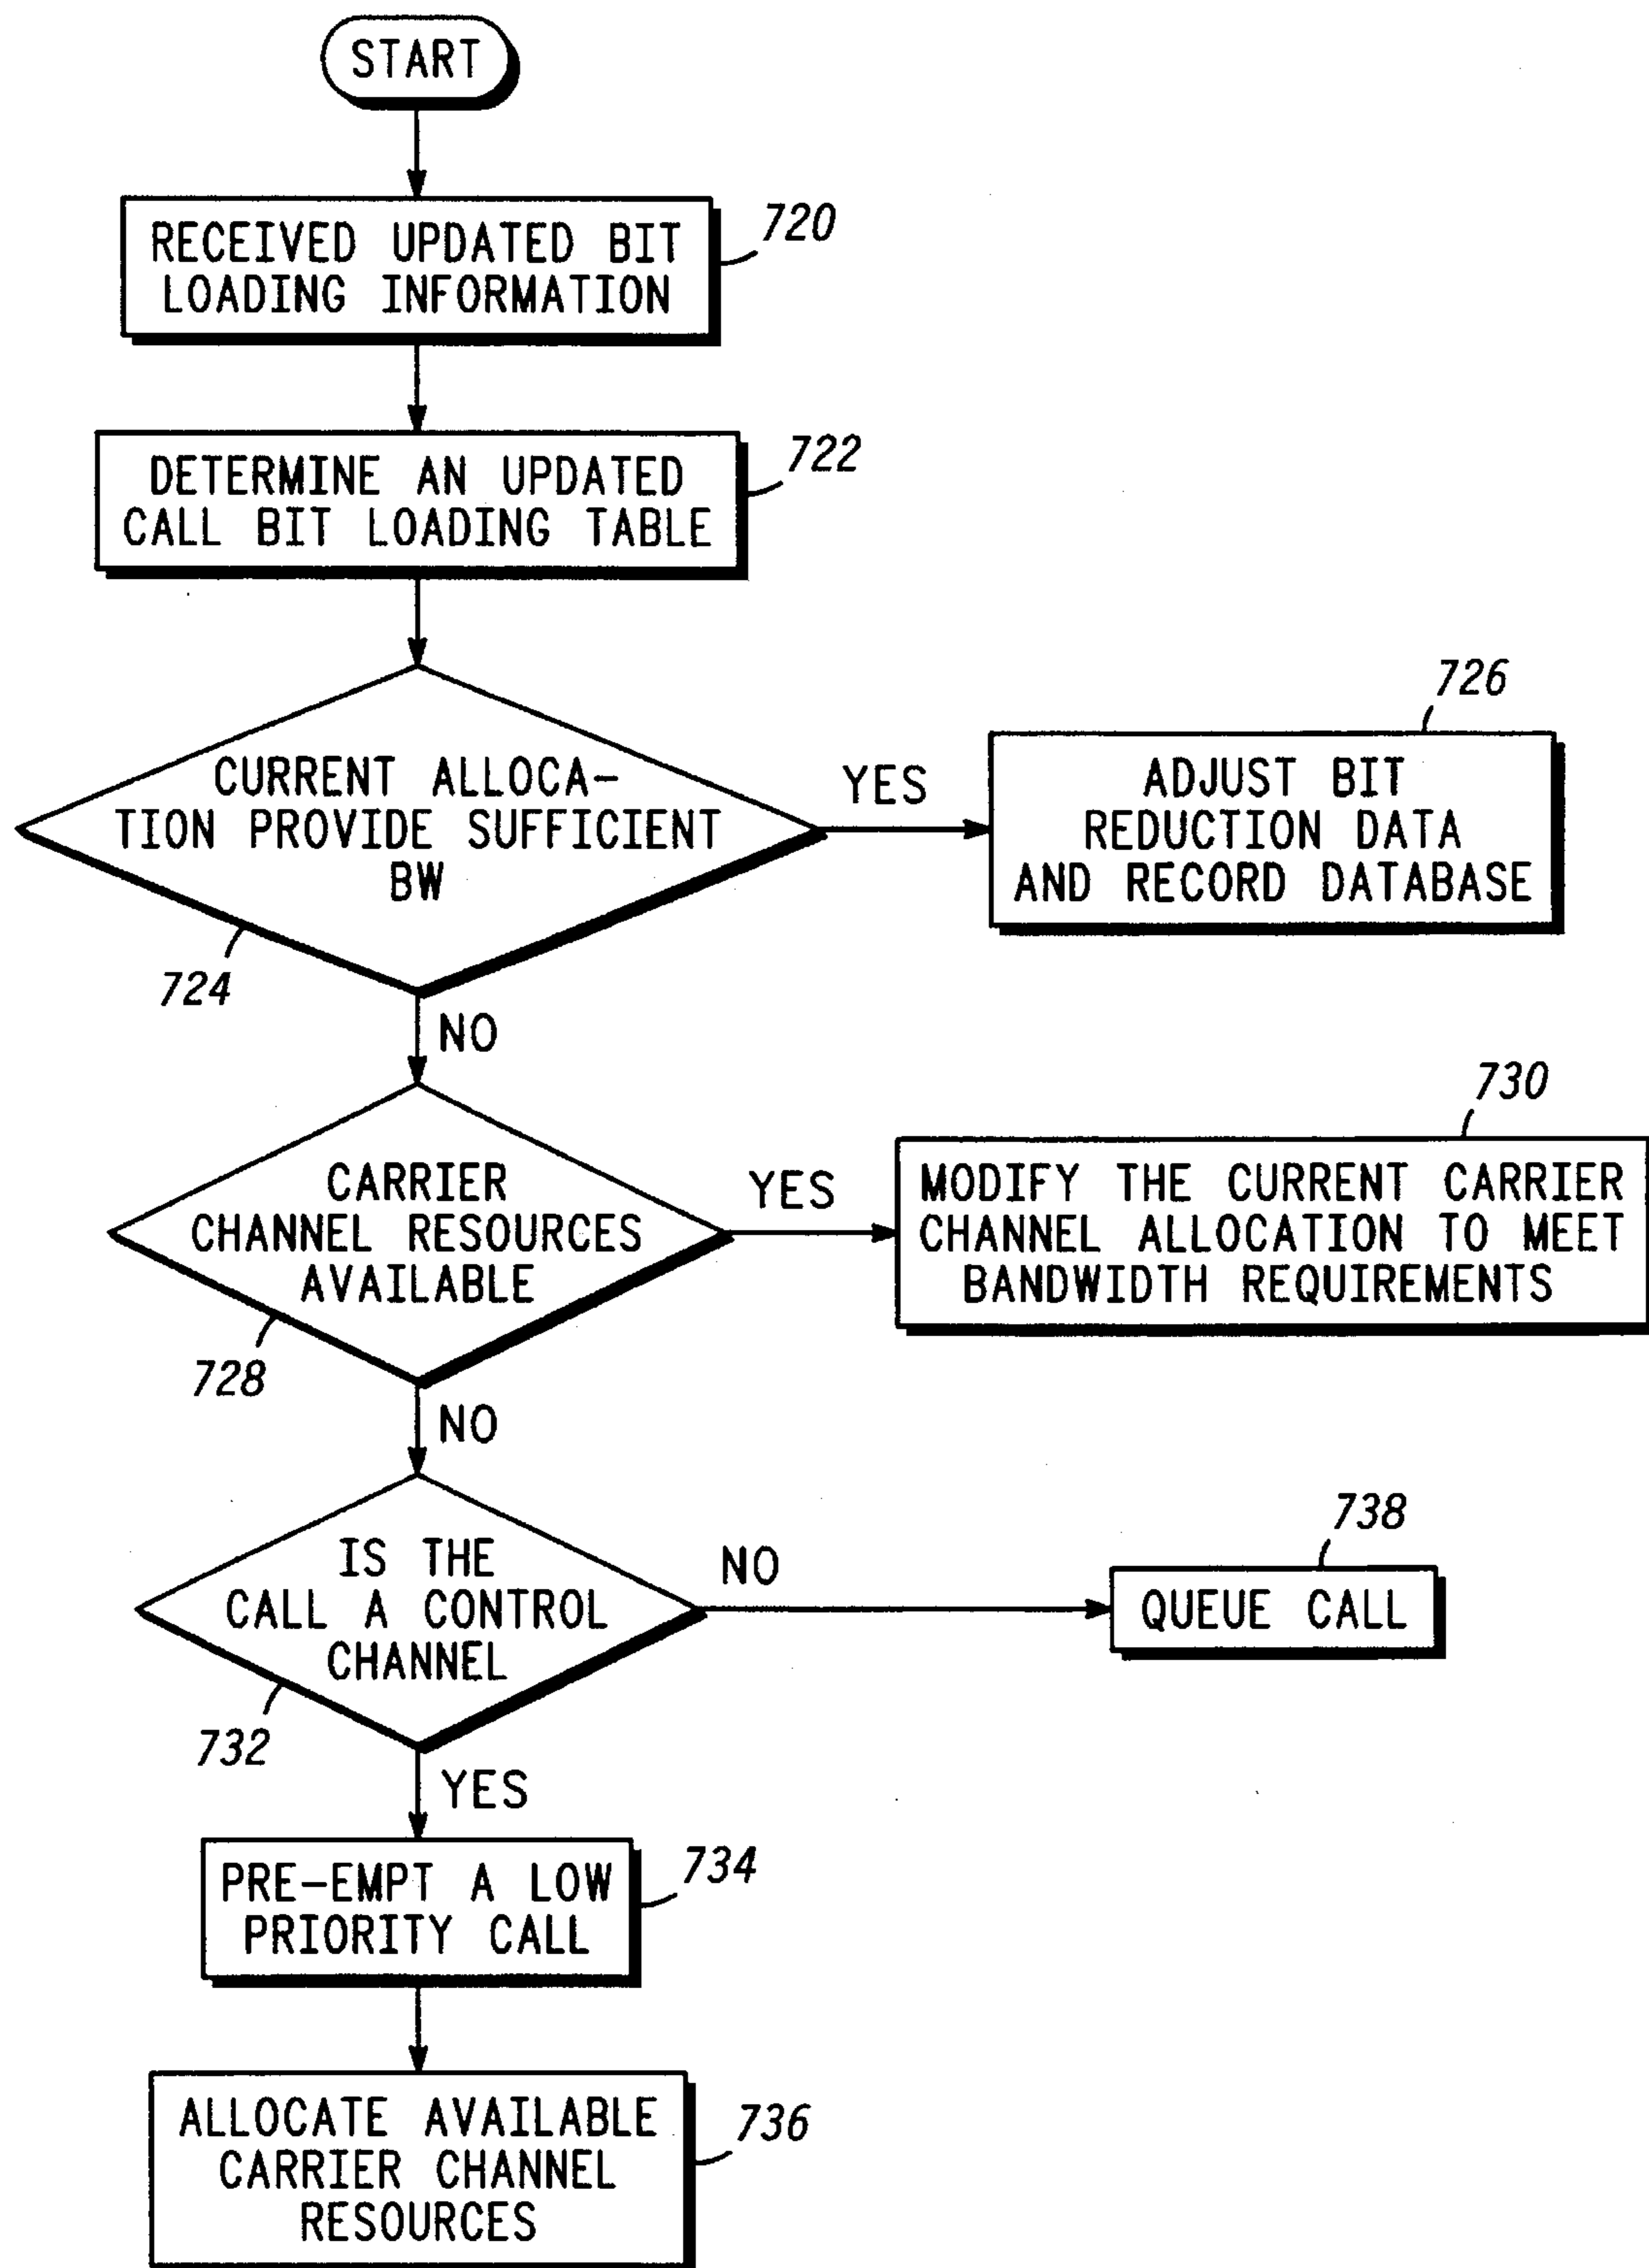 START
RECEIVED UPDATED BIT
LOADING INFORMATION
720
DETERMINE AN UPDATED
CALL BIT LOADING TABLE
722
CURRENT ALLOCA-
TION PROVIDE SUFFICIENT
BW
724
YES
ADJUST BIT
REDUCTION DATA
AND RECORD DATABASE
726
NO
CARRIER
CHANNEL RESOURCES
AVAILABLE
728
YES
MODIFY THE CURRENT CARRIER
CHANNEL ALLOCATION TO MEET
BANDWIDTH REQUIREMENTS
730
NO
IS THE
CALL A CONTROL
CHANNEL
732
NO
QUEUE CALL
738
YES
PRE-EMPT A LOW
PRIORITY CALL
734
ALLOCATE AVAILABLE
CARRIER CHANNEL
RESOURCES
736